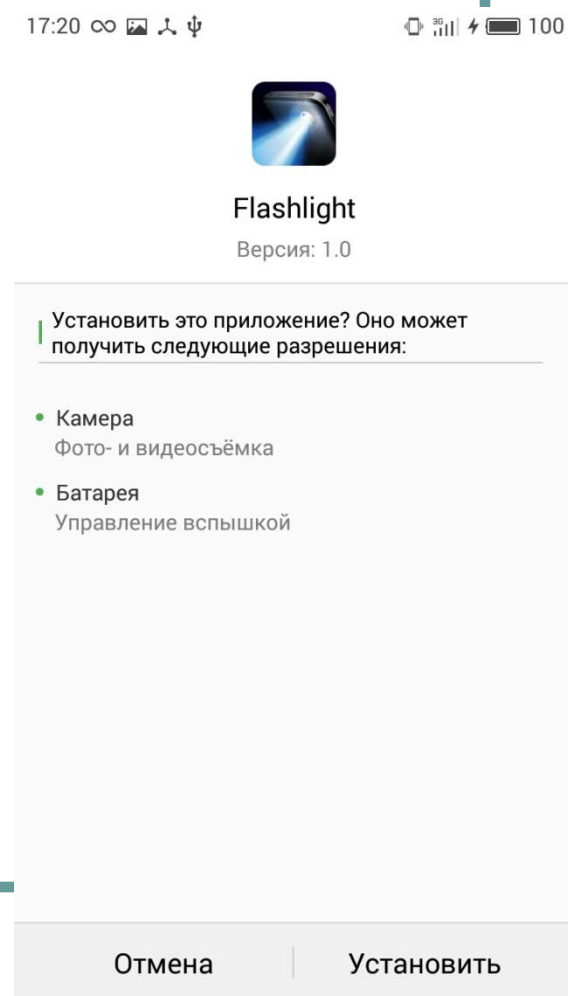 17:20
3G 100
Flashlight
Версия: 1.0
Установить это приложение? Оно может
получить следующие разрешения:
Камера
Фото- и видеосъёмка
Батарея
Управление вспышкой
Отмена Установить